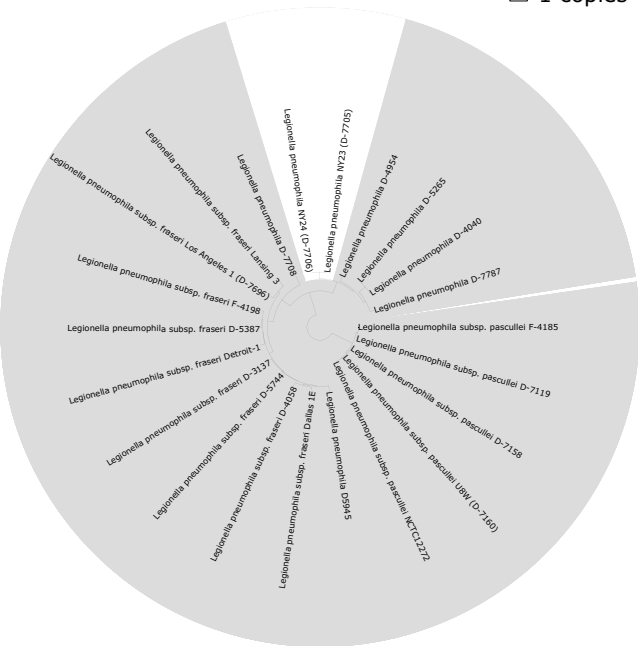 1 copies
Legionella pneumophila NY24 (D-7706)
Legionella pneumophila NY23 (D-7705)
Legionella pneumophila D-4954
Legionella pneumophila D-5265
Legionella pneumophila D-4040
Legionella pneumophila D-7787
Legionella pneumophila subsp. pascullei F-4185
Legionella pneumophila subsp. pascullei D-7119
Legionella pneumophila subsp. pascullei D-7158
Legionella pneumophila subsp. pascullei U8W (D-7160)
Legionella pneumophila subsp. pascullei NCTC12272
Legionella pneumophila D5945
Legionella pneumophila subsp. fraseri Dallas 1E
Legionella pneumophila subsp. fraseri D-4058
Legionella pneumophila subsp. fraseri D-5744
Legionella pneumophila subsp. fraseri D-3137
Legionella pneumophila subsp. fraseri Detroit-1
Legionella pneumophila subsp. fraseri D-5387
Legionella pneumophila subsp. fraseri F-4198
Legionella pneumophila subsp. fraseri Los Angeles 1 (D-7696)
Legionella pneumophila subsp. fraseri Lansing 3
Legionella pneumophila D-7708